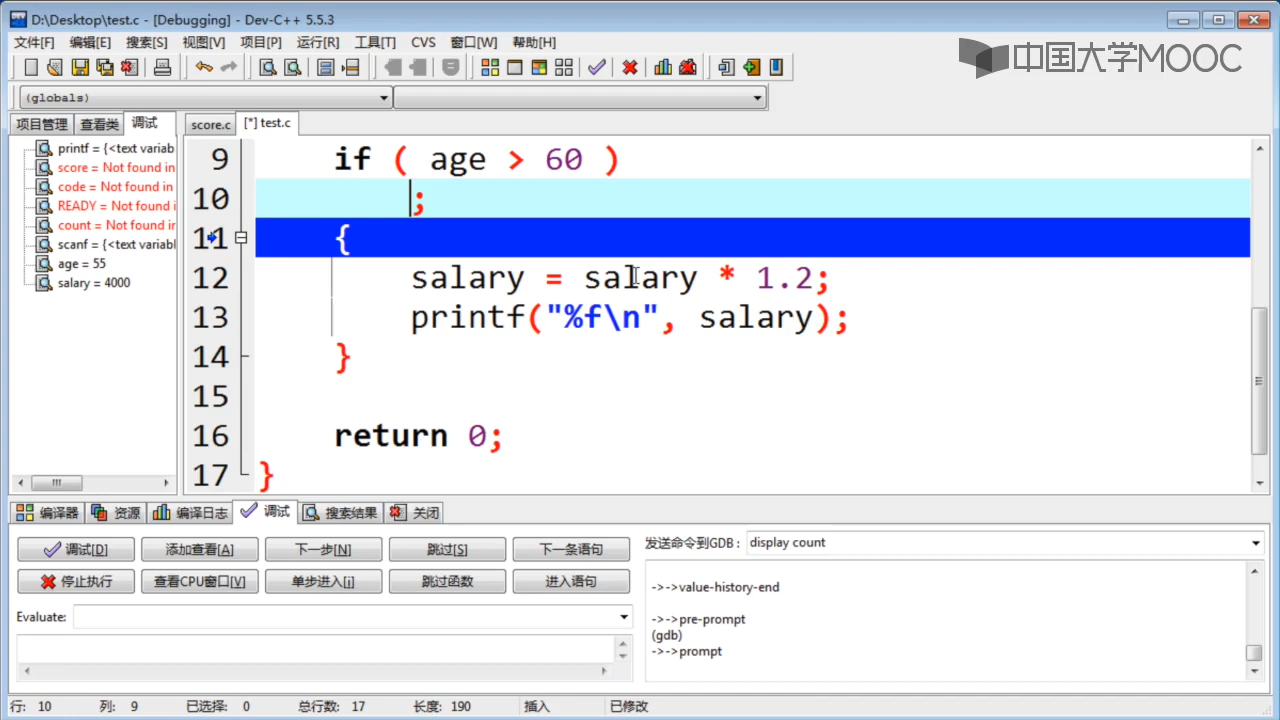 D:\Desktop\test.c - [Debugging] - Dev-C++ 5.5.3
文件[F] 编辑[E] 搜索[S] 视图[V] 项目[P] 运行[R] 工具[T] CVS 窗口[W] 帮助[H]
中国大学MOOC
(globals)
项目管理 查看类 调试
score.c [*] test.c
printf = {<text variab
score = Not found in
code = Not found in
READY = Not found i
count = Not found in
scanf = {<text variabl
age = 55
salary = 4000
9 if ( age > 60 )
10 ;
11 {
12 salary = salary * 1.2;
13 printf("%f\n", salary);
14 }
15
16 return 0;
17 }
编译器 资源 编译日志 调试 搜索结果 关闭
调试[D] 添加查看[A] 下一步[N] 跳过[S] 下一条语句
停止执行 查看CPU窗口[V] 单步进入[i] 跳过函数 进入语句
Evaluate:
发送命令到GDB: display count
->->value-history-end
->->pre-prompt
(gdb)
->->prompt
行: 10 列: 9 已选择: 0 总行数: 17 长度: 190 插入 已修改